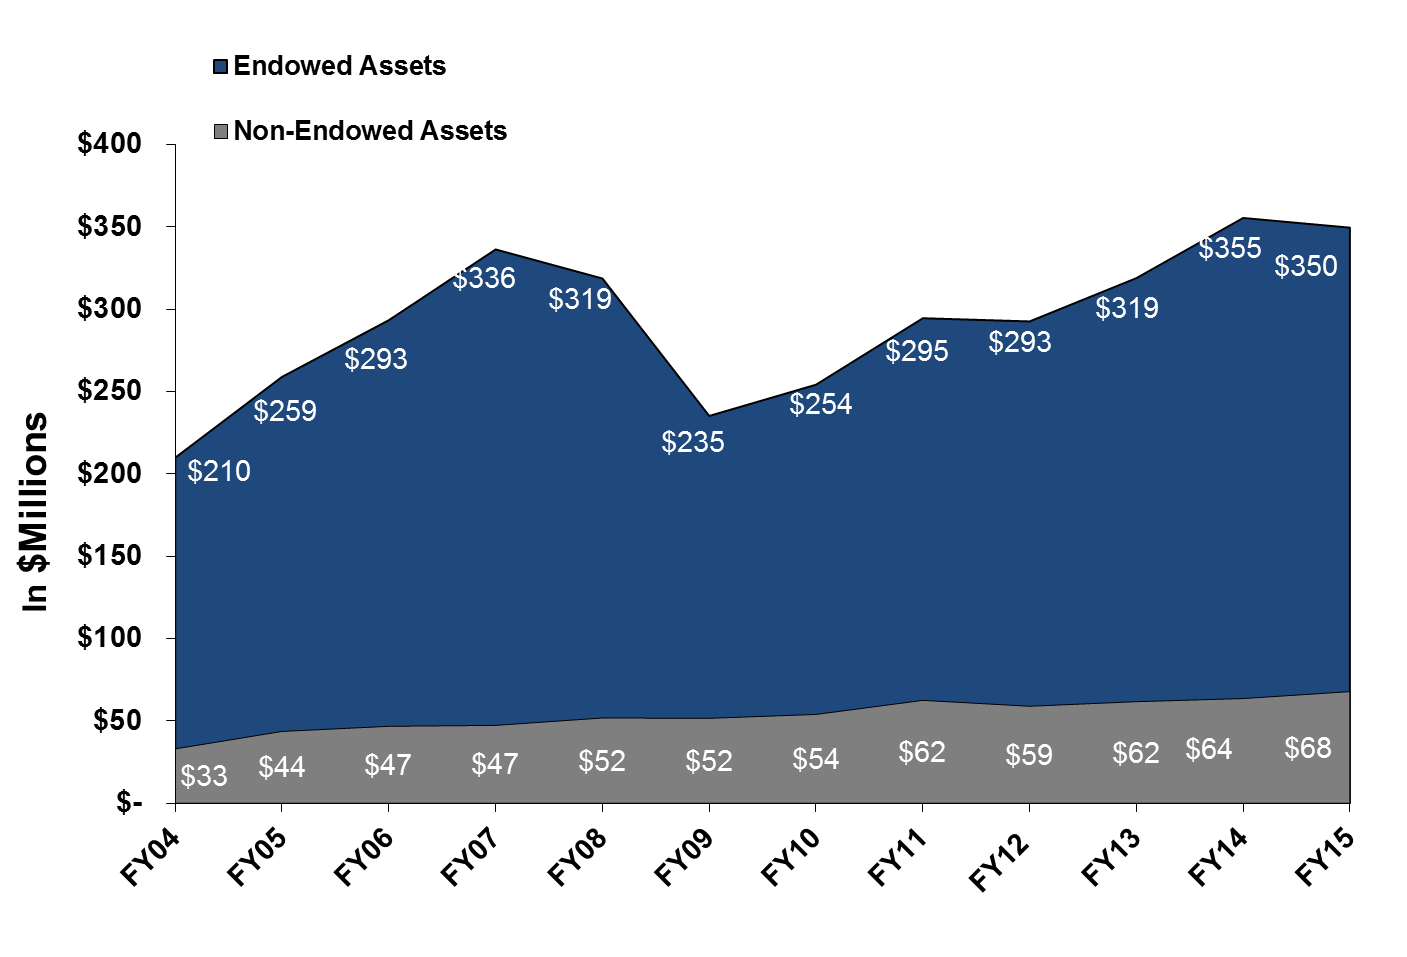 Endowed Assets
Non-Endowed Assets
$400
$350
$300
$250
$200
$150
$100
$50
$-
In $Millions
$210
$259
$293
$336
$319
$235
$254
$295
$293
$319
$355
$350
$33
$44
$47
$47
$52
$52
$54
$62
$59
$62
$64
$68
FY04
FY05
FY06
FY07
FY08
FY09
FY10
FY11
FY12
FY13
FY14
FY15